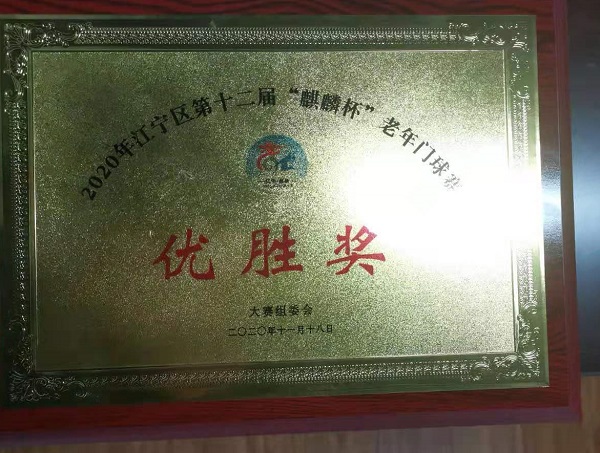 2020年江宁区第十二届“麒麟杯”老年门球赛
优胜奖
大赛组委会
二〇二〇年十一月十八日